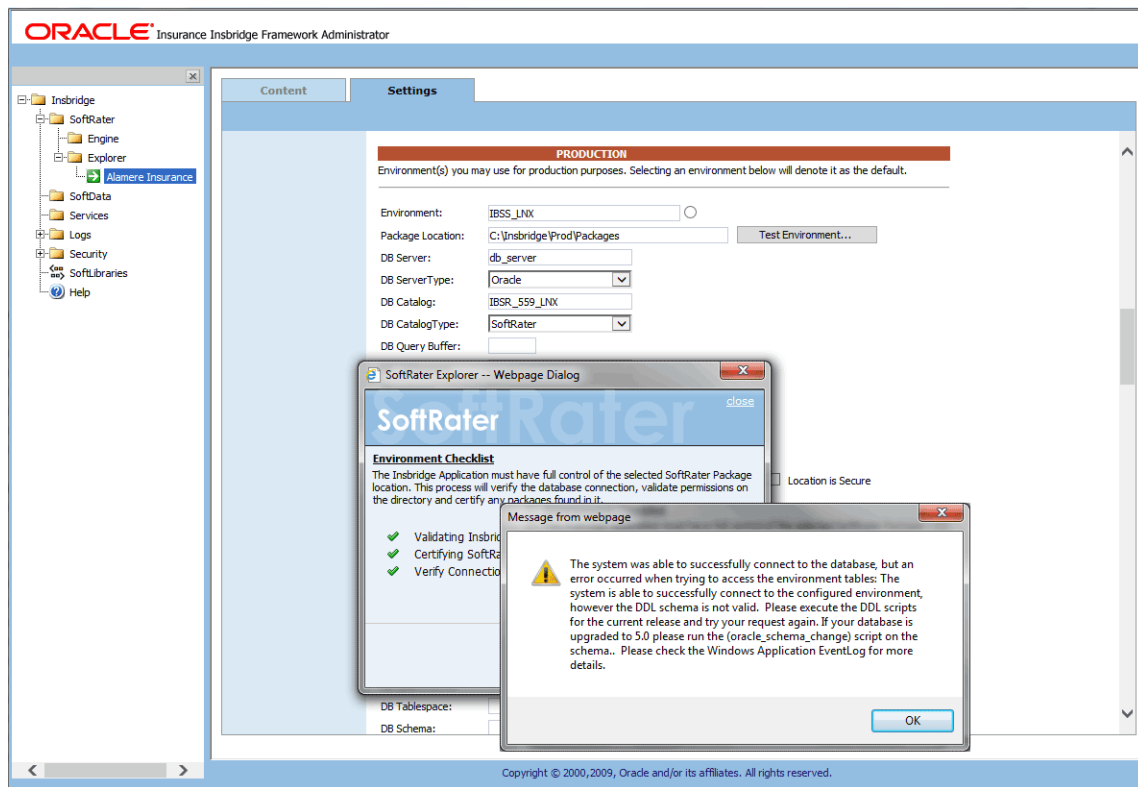 ORACLE Insurance Insbridge Framework Administrator
Insbridge
SoftRater
Engine
Explorer
Alamere Insurance
SoftData
Services
Logs
Security
SoftLibraries
Help
Content
Settings
PRODUCTION
Environment(s) you may use for production purposes. Selecting an environment below will denote it as the default.
Environment: IBSS_LNX
Package Location: C:\Insbridge\Prod\Packages Test Environment...
DB Server: db_server
DB ServerType: Oracle
DB Catalog: IBSR_559_LNX
DB CatalogType: SoftRater
DB Query Buffer:
SoftRater Explorer -- Webpage Dialog
close
SoftRater
SoftRater
Environment Checklist
The Insbridge Application must have full control of the selected SoftRater Package
location. This process will verify the database connection, validate permissions on
the directory and certify any packages found in it.
Location is Secure
Validating Insbri
Certifying SoftRa
Verify Connectio
Message from webpage
The system was able to successfully connect to the database, but an
error occurred when trying to access the environment tables: The
system is able to successfully connect to the configured environment,
however the DDL schema is not valid.  Please execute the DDL scripts
for the current release and try your request again. If your database is
upgraded to 5.0 please run the (oracle_schema_change) script on the
schema..  Please check the Windows Application EventLog for more
details.
OK
DB Tablespace:
DB Schema:
Copyright © 2000,2009, Oracle and/or its affiliates. All rights reserved.